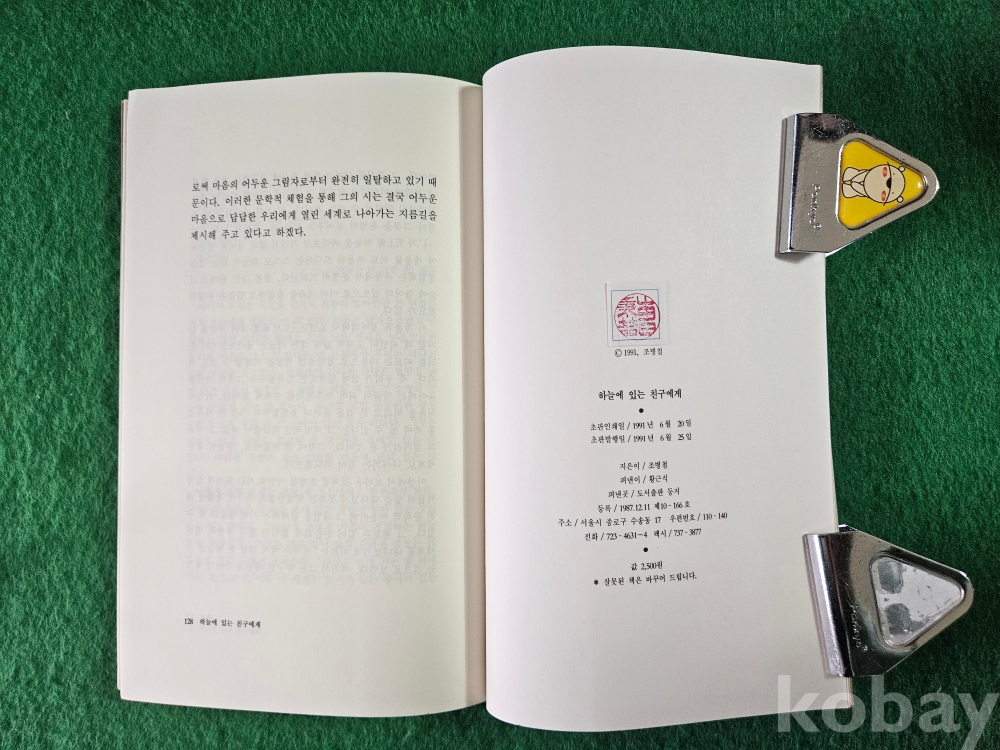 로써 마음의 어두운 그림자로부터 완전히 일탈하고 있기 때
문이다. 이러한 문학적 체험을 통해 그의 시는 결국 어두운
마음으로 답답한 우리에게 열린 세계로 나아가는 지름길을
제시해 주고 있다고 하겠다.
128 하늘에 있는 친구에게
ⓒ 1991, 조병철
하늘에 있는 친구에게
●
초판인쇄일 / 1991년 6월 20일
초판발행일 / 1991년 6월 25일
지은이 / 조병철
펴낸이 / 황근식
펴낸곳 / 도서출판 둥지
등록 / 1987.12.11 제10-166호
주소 / 서울시 종로구 수송동 17 우편번호 / 110-140
전화 / 723-4631~4 팩시 / 737-3877
●
값 2,500원
* 잘못된 책은 바꾸어 드립니다.
kobay